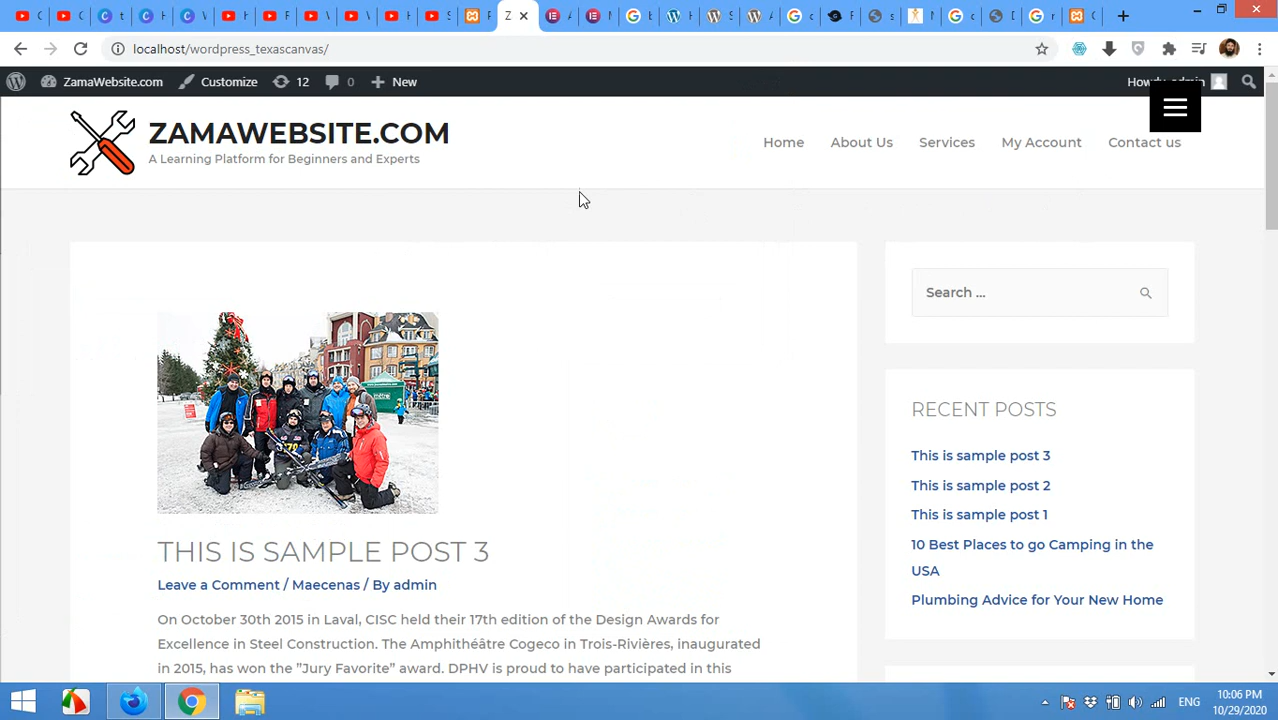 localhost/wordpress_texascanvas/
ZamaWebsite.com Customize 12 0 New Howdy, admin
ZAMAWEBSITE.COM
A Learning Platform for Beginners and Experts
Home About Us Services My Account Contact us
Search ...
RECENT POSTS
This is sample post 3
This is sample post 2
This is sample post 1
10 Best Places to go Camping in the
USA
Plumbing Advice for Your New Home
THIS IS SAMPLE POST 3
Leave a Comment / Maecenas / By admin
On October 30th 2015 in Laval, CISC held their 17th edition of the Design Awards for
Excellence in Steel Construction. The Amphithéâtre Cogeco in Trois-Rivières, inaugurated
in 2015, has won the ”Jury Favorite” award. DPHV is proud to have participated in this
ENG
10:06 PM
10/29/2020